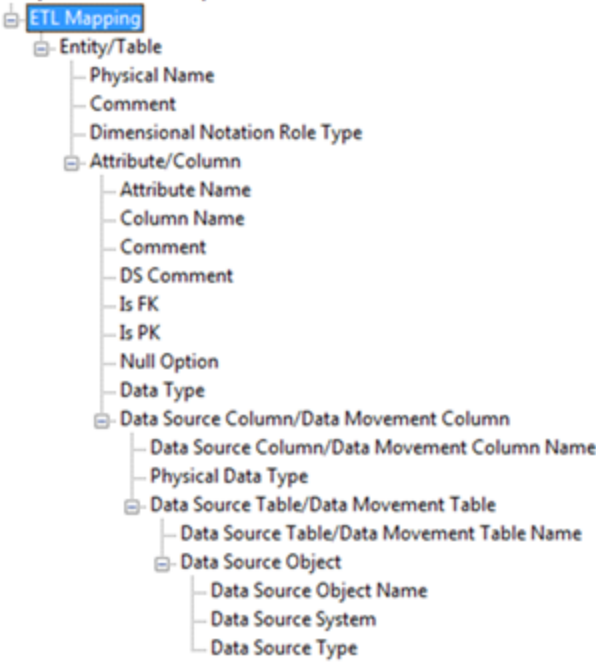 ETL Mapping
Entity/Table
Physical Name
Comment
Dimensional Notation Role Type
Attribute/Column
Attribute Name
Column Name
Comment
DS Comment
Is FK
Is PK
Null Option
Data Type
Data Source Column/Data Movement Column
Data Source Column/Data Movement Column Name
Physical Data Type
Data Source Table/Data Movement Table
Data Source Table/Data Movement Table Name
Data Source Object
Data Source Object Name
Data Source System
Data Source Type